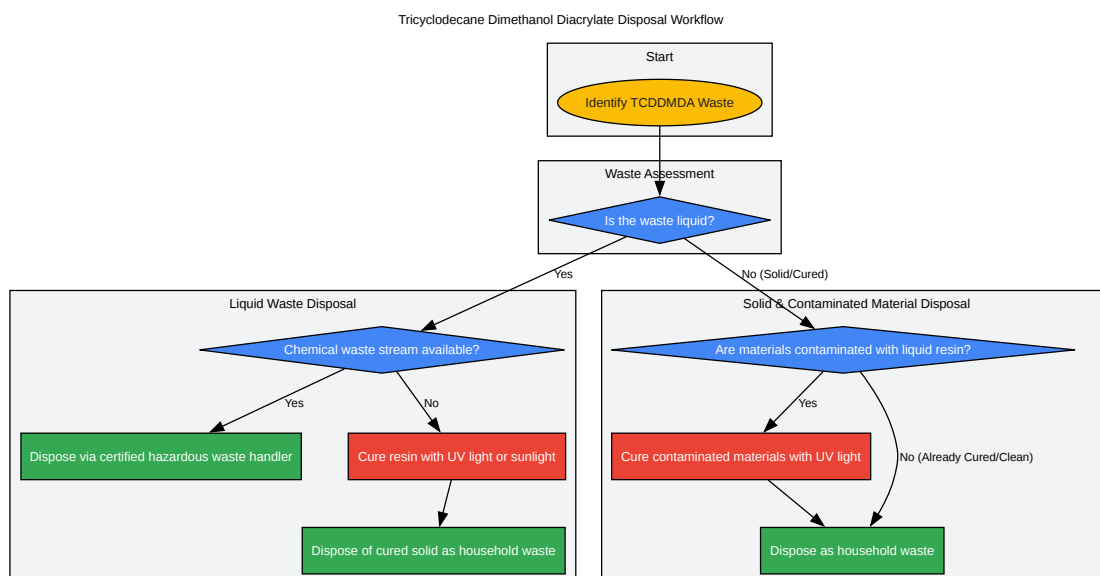 Tricyclodecane Dimethanol Diacrylate Disposal Workflow
Start
Identify TCDDMDA Waste
Waste Assessment
Is the waste liquid?
Yes
No (Solid/Cured)
Liquid Waste Disposal
Chemical waste stream available?
Yes
No
Dispose via certified hazardous waste handler
Cure resin with UV light or sunlight
Dispose of cured solid as household waste
Solid & Contaminated Material Disposal
Are materials contaminated with liquid resin?
Yes
Cure contaminated materials with UV light
No (Already Cured/Clean)
Dispose as household waste